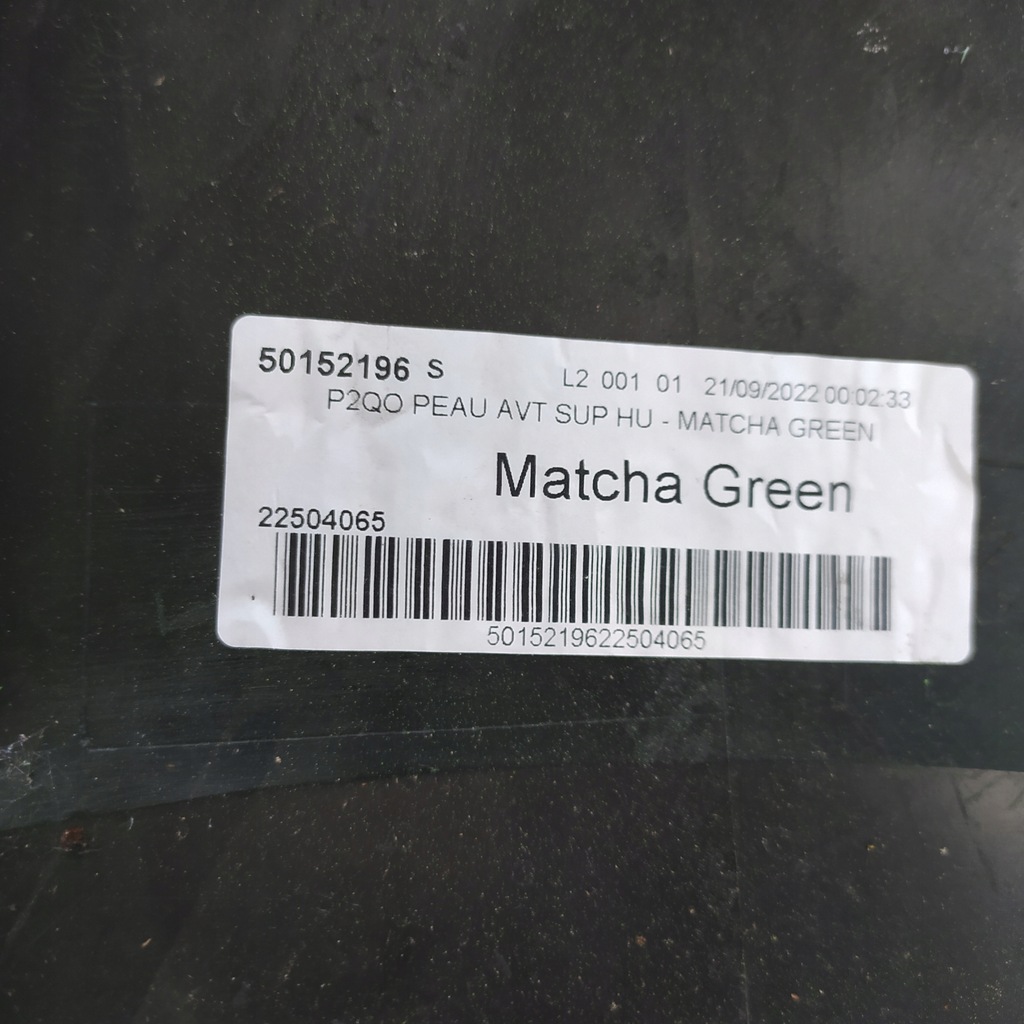 50152196 S L2 001 01 21/09/2022 00:02:33
P2QO PEAU AVT SUP HU - MATCHA GREEN
Matcha Green
22504065
5015219622504065